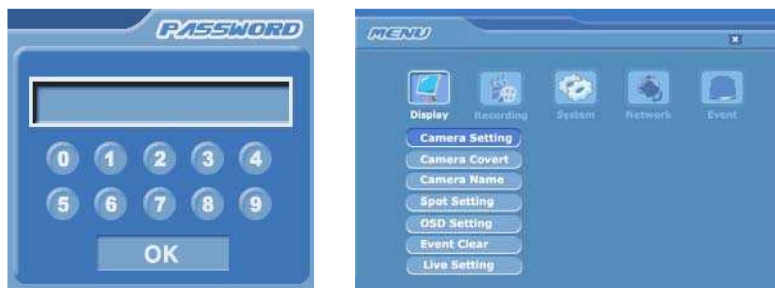 PASSWORD
0 1 2 3 4
5 6 7 8 9
OK
MENU
Display Recording System Network Event
Camera Setting
Camera Covert
Camera Name
Spot Setting
OSD Setting
Event Clear
Live Setting